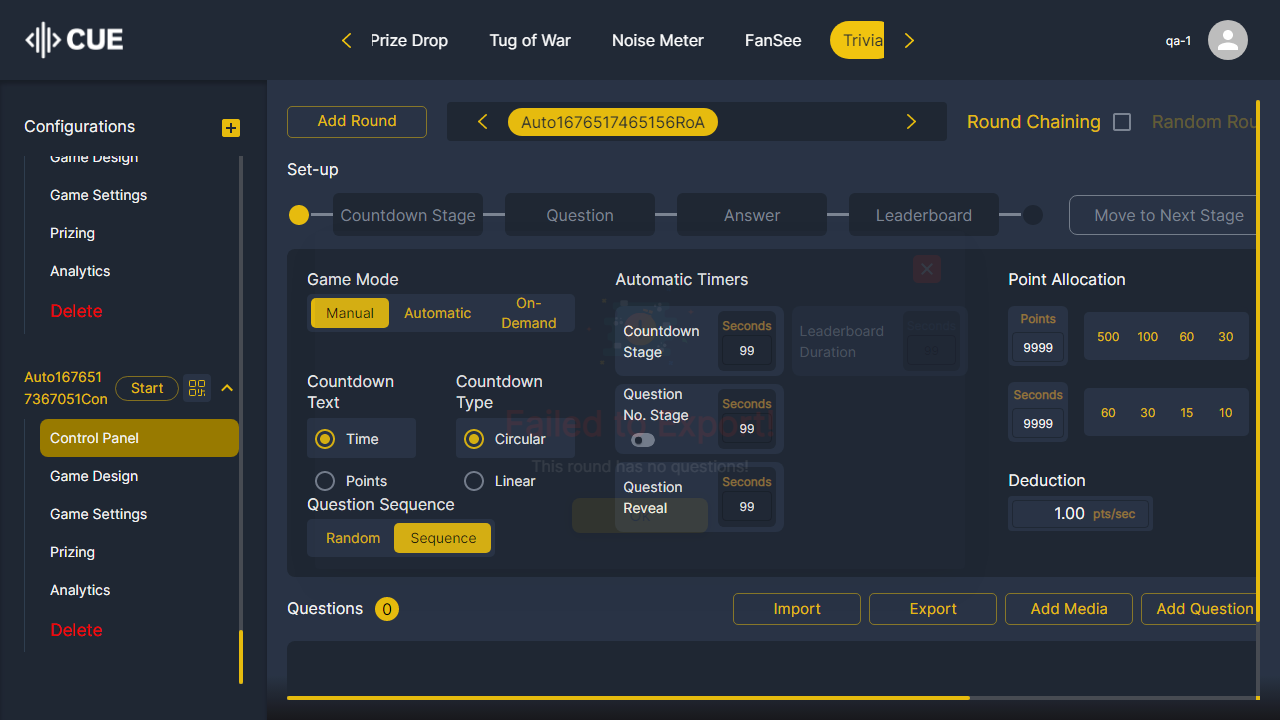 CUE
Prize Drop
Tug of War
Noise Meter
FanSee
Trivia
qa-1
Configurations
Game Design
Game Settings
Prizing
Analytics
Delete
Auto167651
7367051Con
Start
Control Panel
Game Design
Game Settings
Prizing
Analytics
Delete
Add Round
Auto1676517465156RoA
Round Chaining
Random Rou
Set-up
Countdown Stage
Question
Answer
Leaderboard
Move to Next Stage
Game Mode
Manual
Automatic
On-
Demand
Countdown
Text
Time
Points
Countdown
Type
Circular
Linear
Question Sequence
Random
Sequence
Automatic Timers
Countdown
Stage
Seconds
99
Leaderboard
Duration
Question
No. Stage
Seconds
99
Question
Reveal
Seconds
99
Failed to Export!
This round has no questions!
Point Allocation
Points
9999
500
100
60
30
Seconds
9999
60
30
15
10
Deduction
1.00 pts/sec
Questions 0
Import
Export
Add Media
Add Question